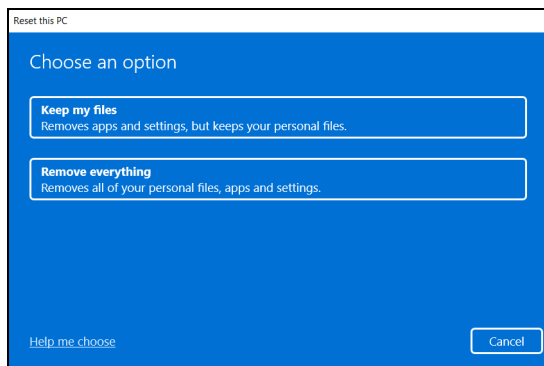 Reset this PC
Choose an option
Keep my files
Removes apps and settings, but keeps your personal files.
Remove everything
Removes all of your personal files, apps and settings.
Help me choose
Cancel